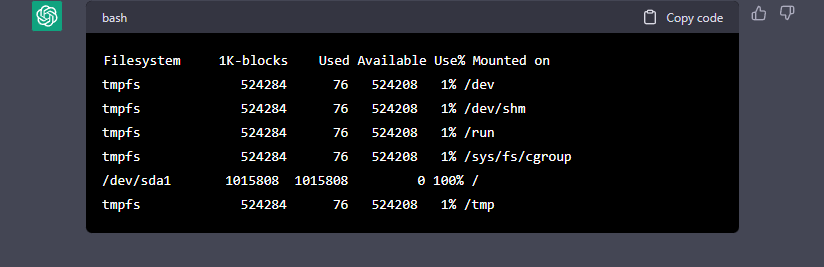 bash Copy code
Filesystem     1K-blocks    Used Available Use% Mounted on
tmpfs             524284      76    524208   1% /dev
tmpfs             524284      76    524208   1% /dev/shm
tmpfs             524284      76    524208   1% /run
tmpfs             524284      76    524208   1% /sys/fs/cgroup
/dev/sda1       1015808  1015808         0 100% /
tmpfs             524284      76    524208   1% /tmp